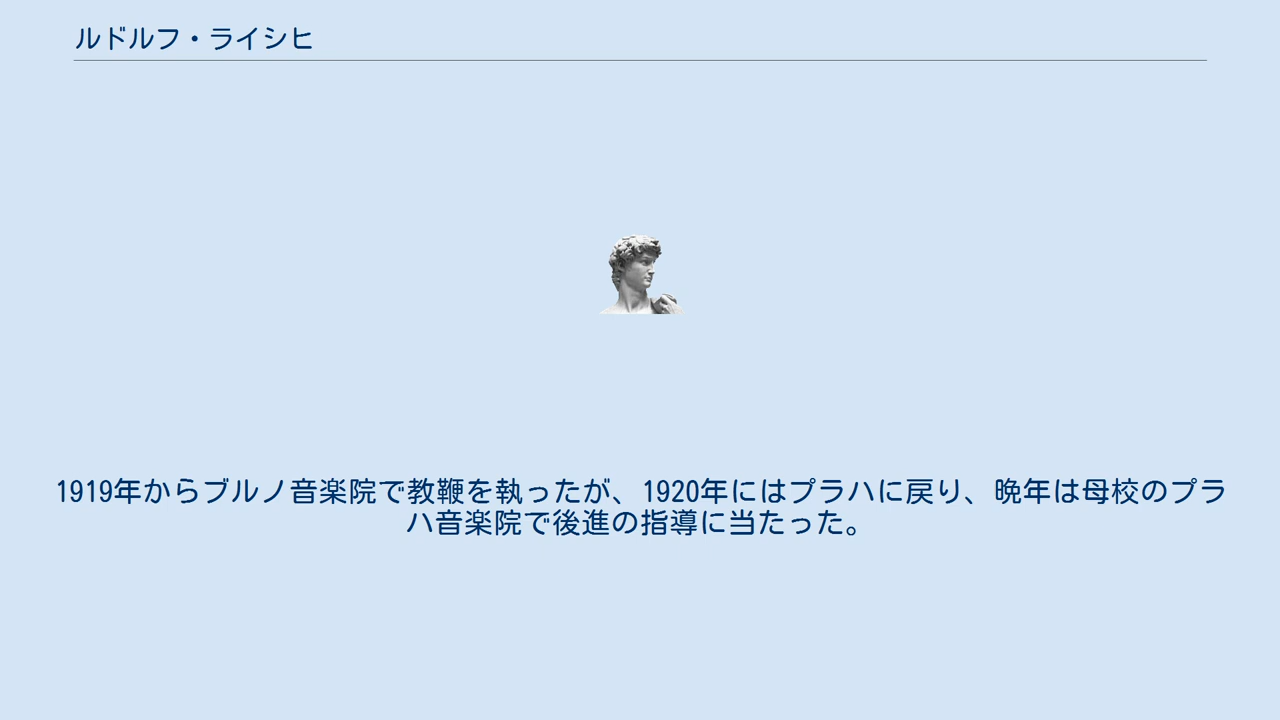 ルドルフ・ライシヒ
1919年からブルノ音楽院で教鞭を執ったが、1920年にはプラハに戻り、晩年は母校のプラ
ハ音楽院で後進の指導に当たった。